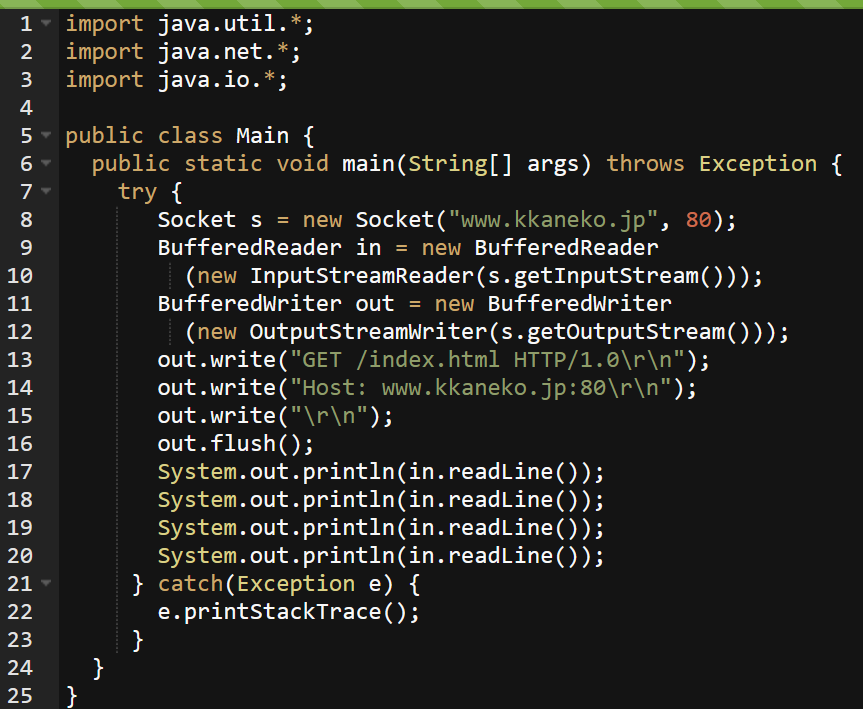 1 import java.util.*;
2 import java.net.*;
3 import java.io.*;
4
5 public class Main {
6   public static void main(String[] args) throws Exception {
7     try {
8        Socket s = new Socket("www.kkaneko.jp", 80);
9        BufferedReader in = new BufferedReader
10          (new InputStreamReader(s.getInputStream()));
11       BufferedWriter out = new BufferedWriter
12          (new OutputStreamWriter(s.getOutputStream()));
13       out.write("GET /index.html HTTP/1.0\r\n");
14       out.write("Host: www.kkaneko.jp:80\r\n");
15       out.write("\r\n");
16       out.flush();
17       System.out.println(in.readLine());
18       System.out.println(in.readLine());
19       System.out.println(in.readLine());
20       System.out.println(in.readLine());
21     } catch(Exception e) {
22       e.printStackTrace();
23     }
24   }
25 }